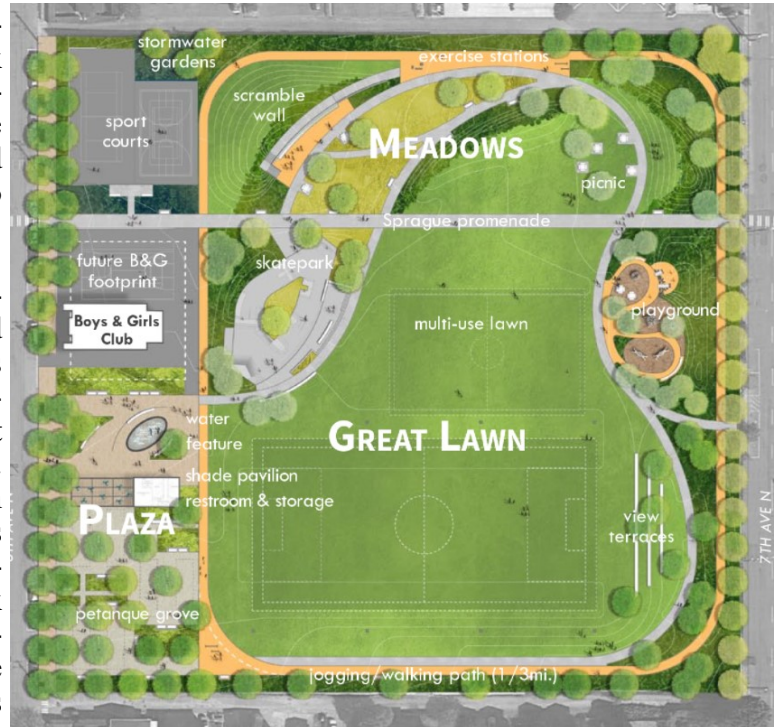 stormwater
gardens
exercise stations
scramble
wall
sport
courts
MEADOWS
picnic
Sprague promenade
future B&G
footprint
skatepark
Boys & Girls
Club
multi-use lawn
playground
water
feature
GREAT LAWN
shade pavilion
restroom & storage
PLAZA
view
terraces
7TH AVE N
petanque grove
jogging/walking path (1/3mi.)